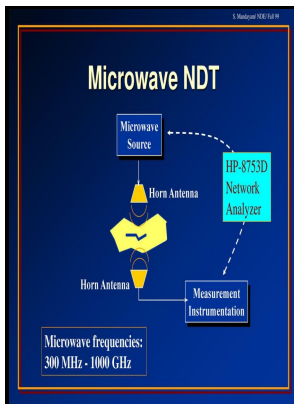 S. Mandayam/ NDE/ Fall 99
Microwave NDT
Microwave
Source
HP-8753D
Network
Analyzer
Horn Antenna
Horn Antenna
Measurement
Instrumentation
Microwave frequencies:
300 MHz - 1000 GHz